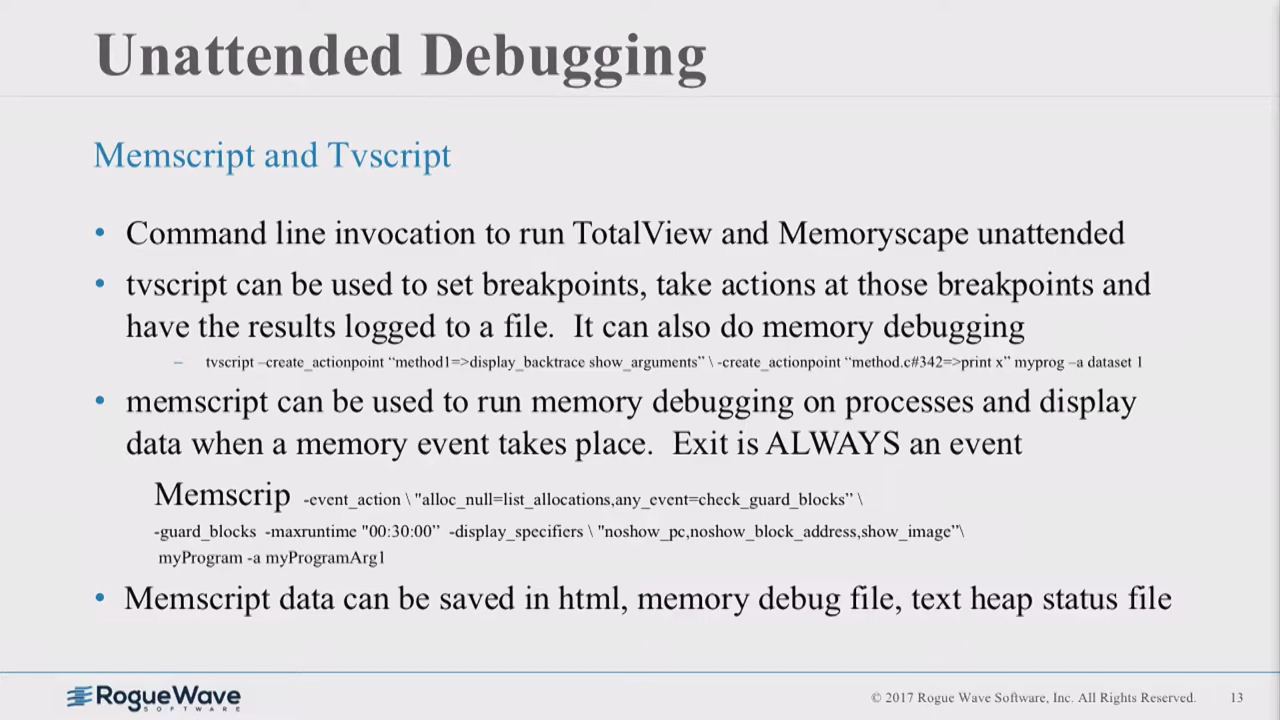 Unattended Debugging
Memscript and Tvscript
• Command line invocation to run TotalView and Memoryscape unattended
• tvscript can be used to set breakpoints, take actions at those breakpoints and
have the results logged to a file.  It can also do memory debugging
– tvscript –create_actionpoint “method1=>display_backtrace show_arguments” \ -create_actionpoint “method.c#342=>print x” myprog –a dataset 1
• memscript can be used to run memory debugging on processes and display
data when a memory event takes place.  Exit is ALWAYS an event
Memscrip -event_action \ "alloc_null=list_allocations,any_event=check_guard_blocks” \
-guard_blocks -maxruntime "00:30:00” -display_specifiers \ "noshow_pc,noshow_block_address,show_image”\
myProgram -a myProgramArg1
• Memscript data can be saved in html, memory debug file, text heap status file
RogueWave
SOFTWARE
© 2017 Rogue Wave Software, Inc. All Rights Reserved. 13